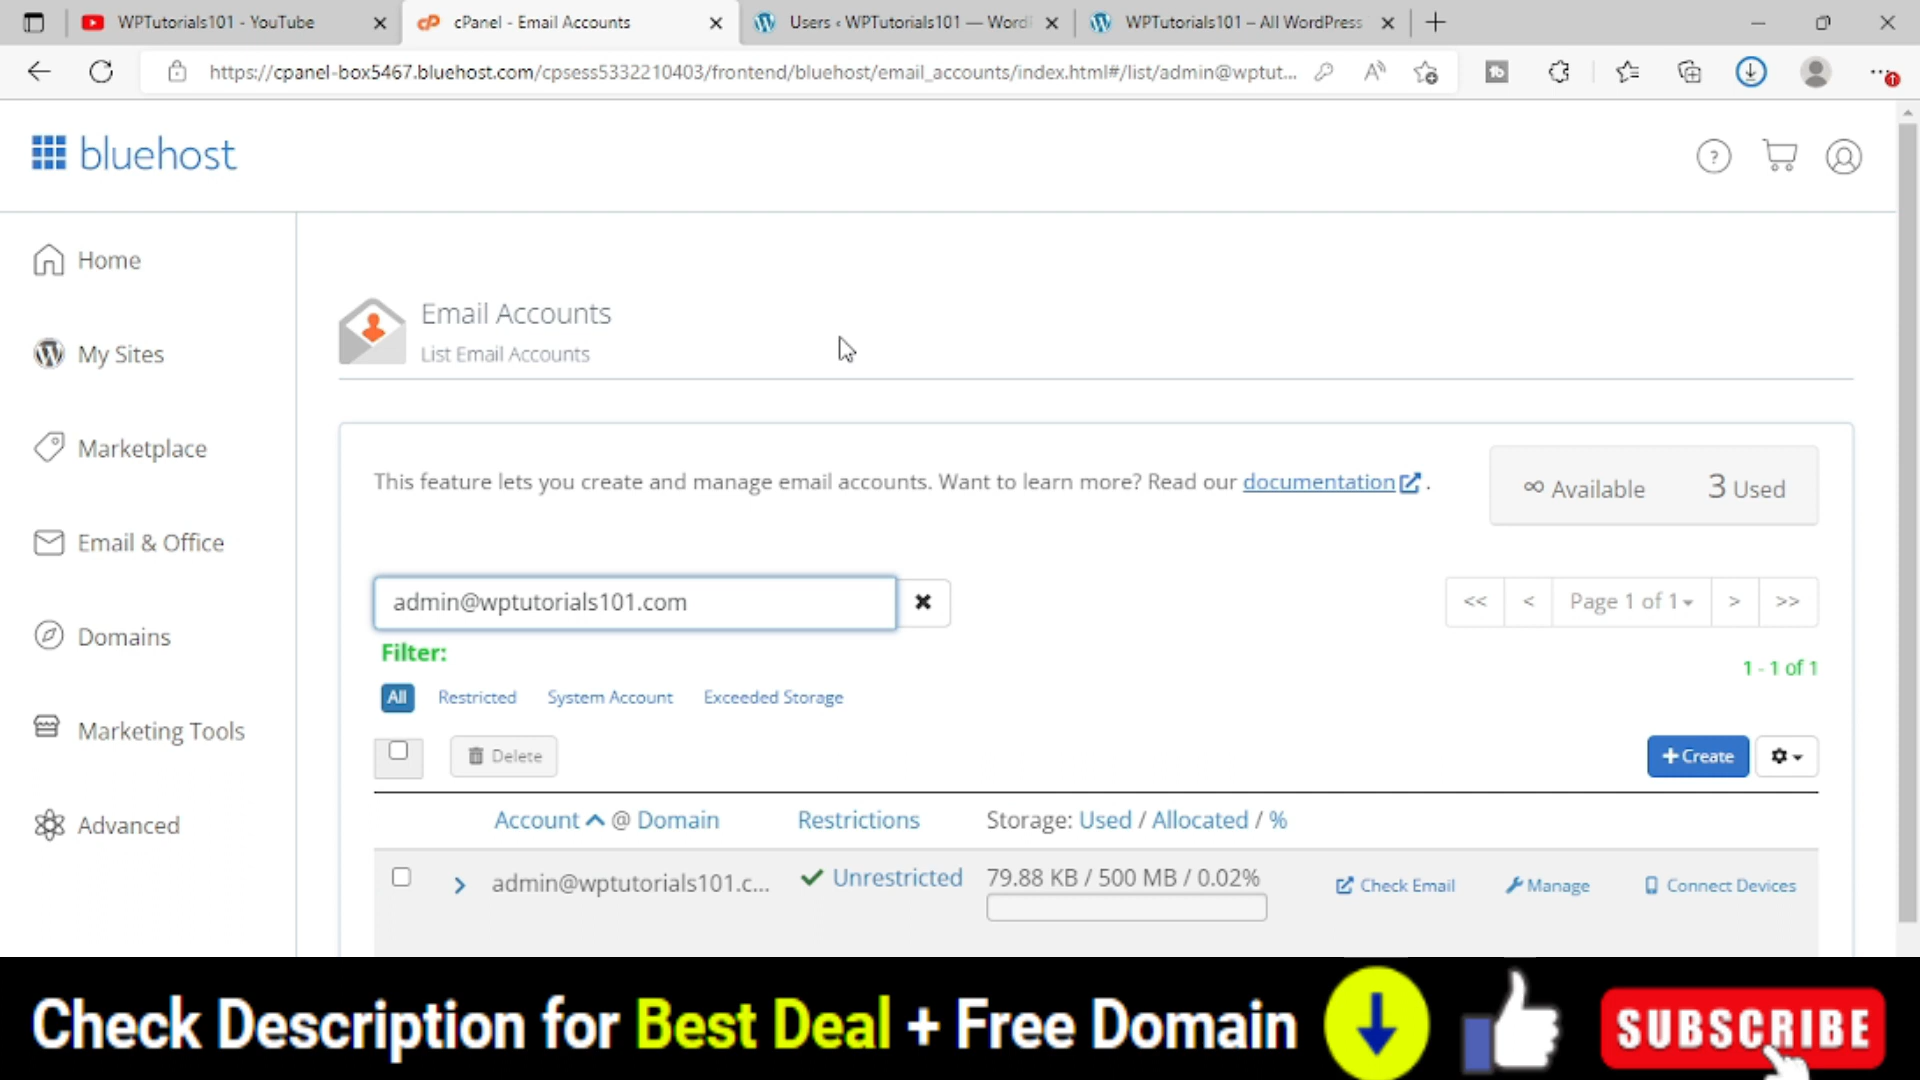 WPTutorials101 - YouTube
cPanel - Email Accounts
Users ‹ WPTutorials101 — Word
WPTutorials101 – All WordPress
https://cpanel-box5467.bluehost.com/cpsess5332210403/frontend/bluehost/email_accounts/index.html#/list/admin@wptut...
bluehost
Home
My Sites
Marketplace
Email & Office
Domains
Marketing Tools
Advanced
Email Accounts
List Email Accounts
This feature lets you create and manage email accounts. Want to learn more? Read our documentation .
∞ Available 3 Used
admin@wptutorials101.com
<< < Page 1 of 1 > >>
Filter:
1 - 1 of 1
All Restricted System Account Exceeded Storage
Delete
+ Create
Account @ Domain Restrictions Storage: Used / Allocated / %
admin@wptutorials101.c... Unrestricted 79.88 KB / 500 MB / 0.02% Check Email Manage Connect Devices
Check Description for Best Deal + Free Domain
SUBSCRIBE